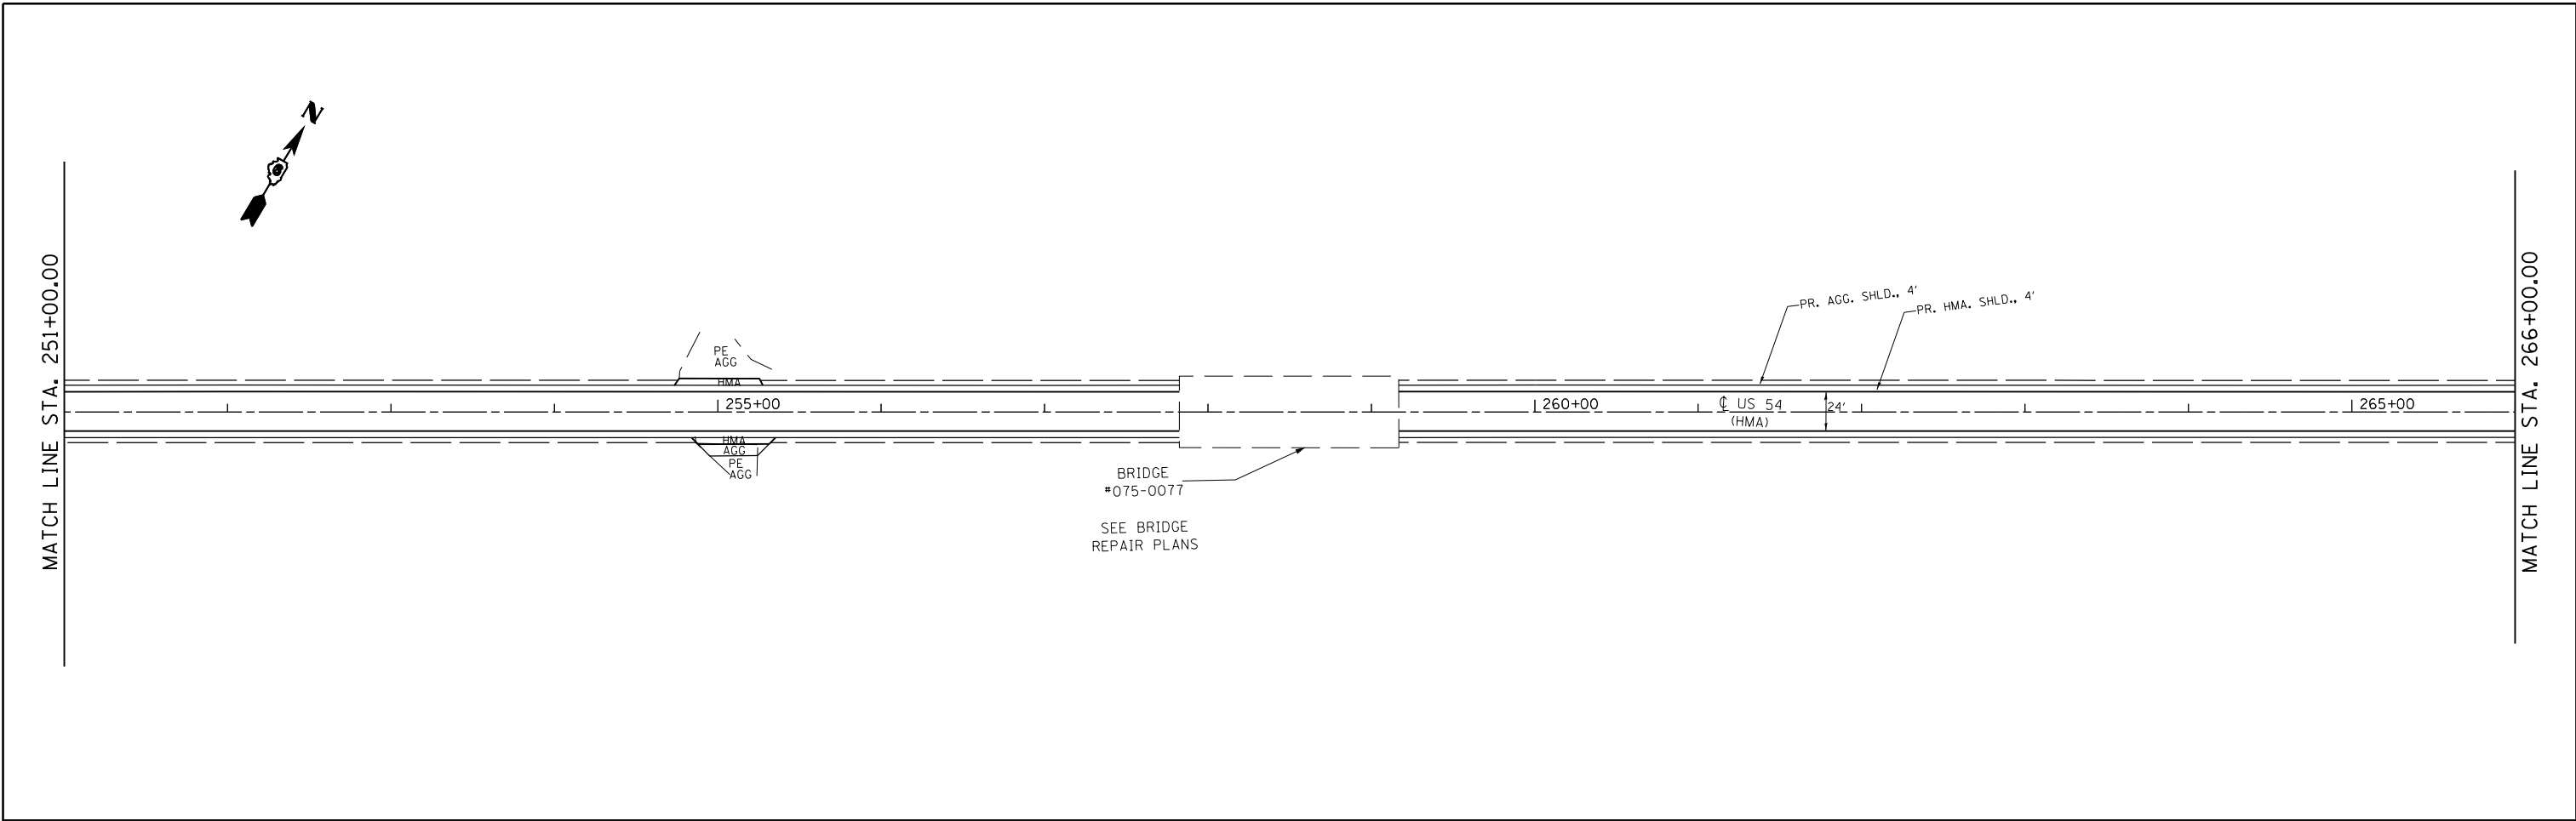 N
MATCH LINE STA. 251+00.00
MATCH LINE STA. 266+00.00
PR. AGG. SHLD., 4'
PR. HMA. SHLD., 4'
PE
AGG
HMA
255+00
260+00
℄ US 54
(HMA)
24'
265+00
HMA
AGG
PE
AGG
BRIDGE
#075-0077
SEE BRIDGE
REPAIR PLANS